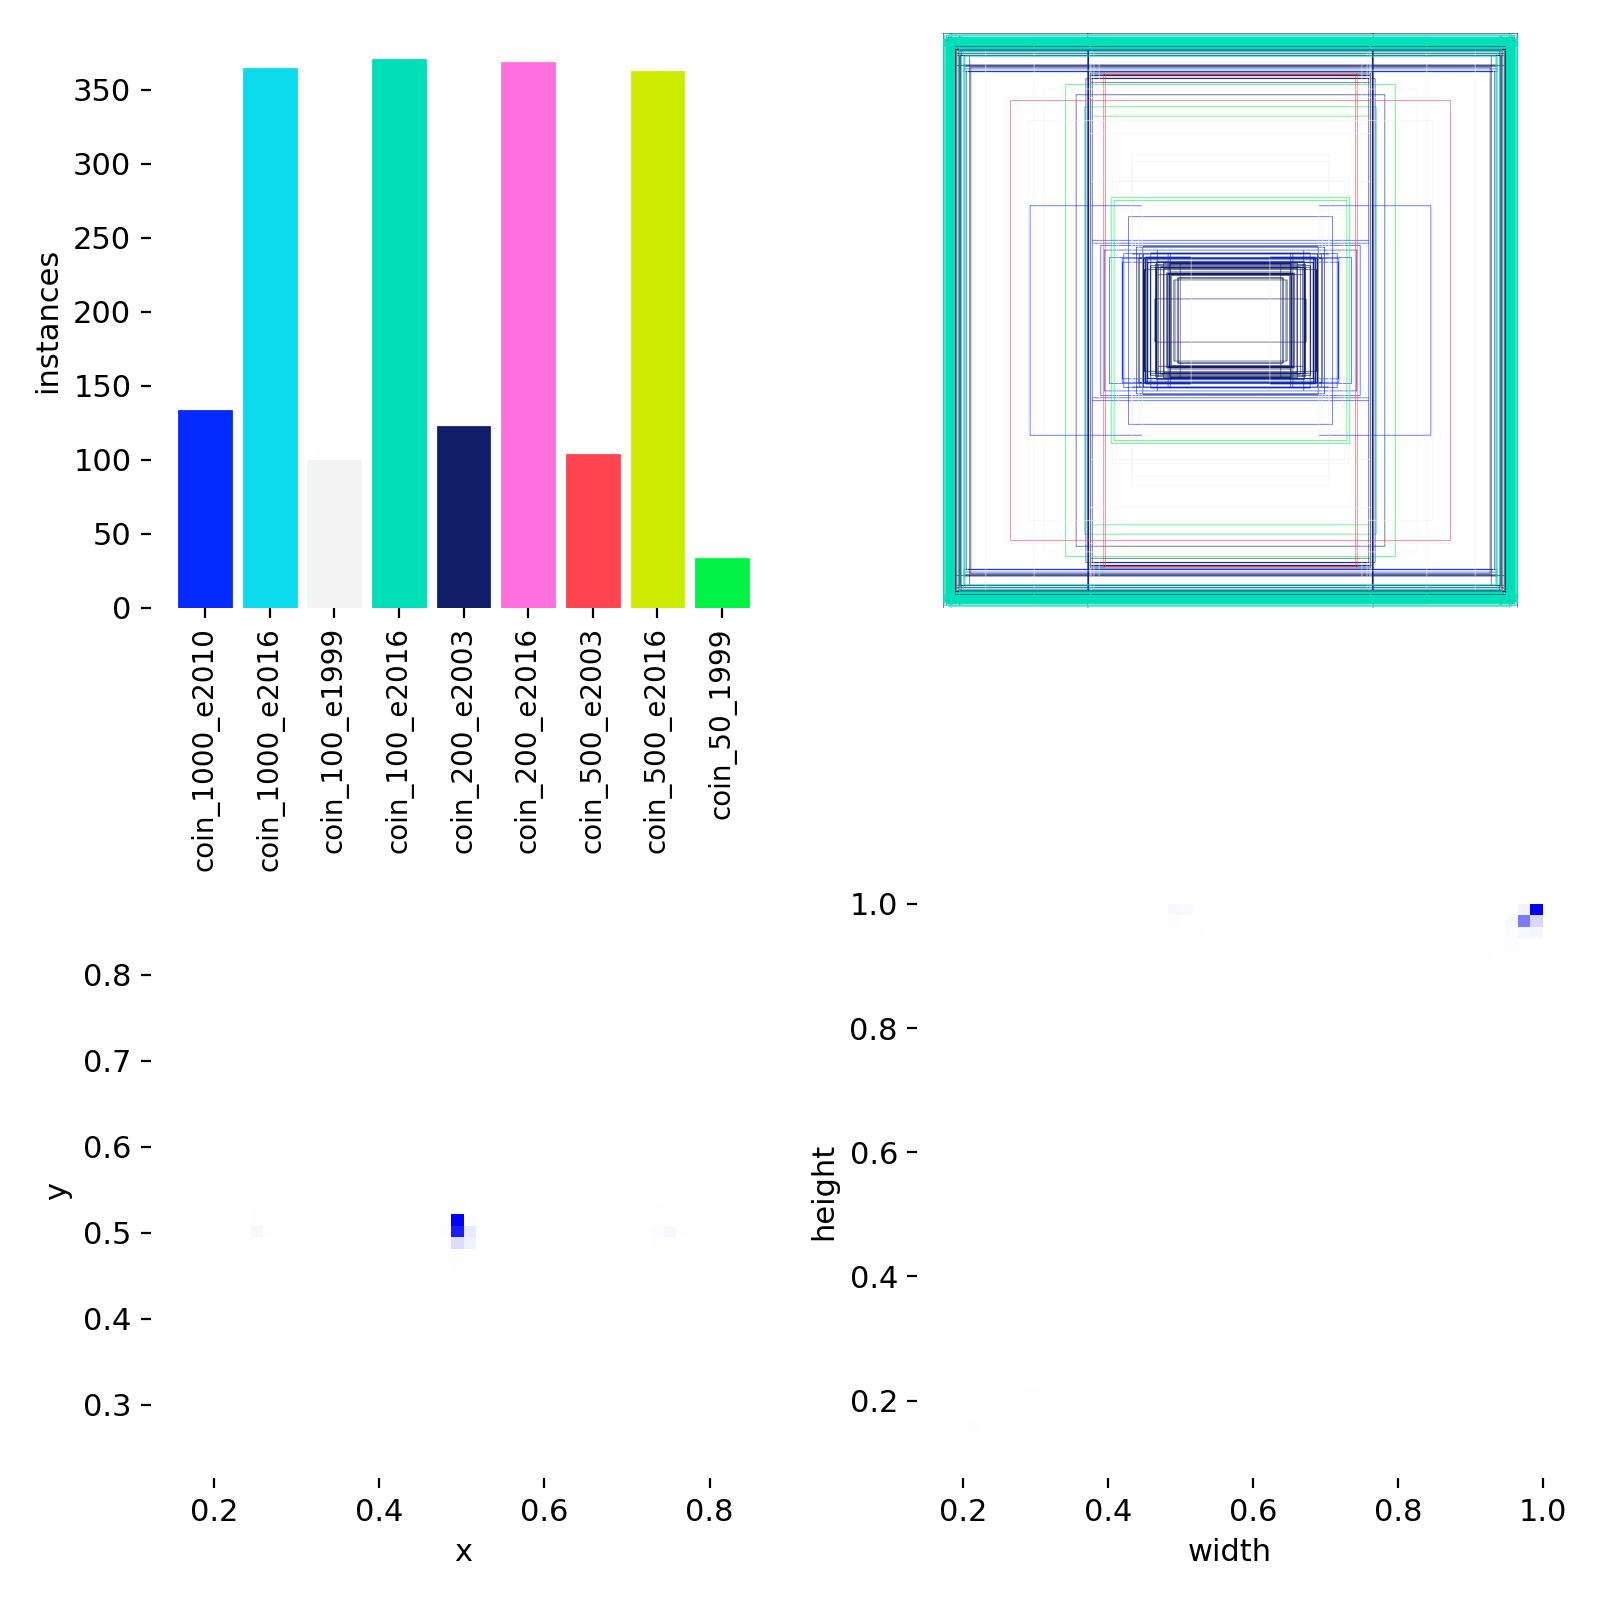 350
300
250
200
150
100
50
0
instances
coin_1000_e2010
coin_1000_e2016
coin_100_e1999
coin_100_e2016
coin_200_e2003
coin_200_e2016
coin_500_e2003
coin_500_e2016
coin_50_1999
0.8
0.7
0.6
0.5
0.4
0.3
y
0.2 0.4 0.6 0.8
x
1.0
0.8
0.6
0.4
0.2
height
0.2 0.4 0.6 0.8 1.0
width